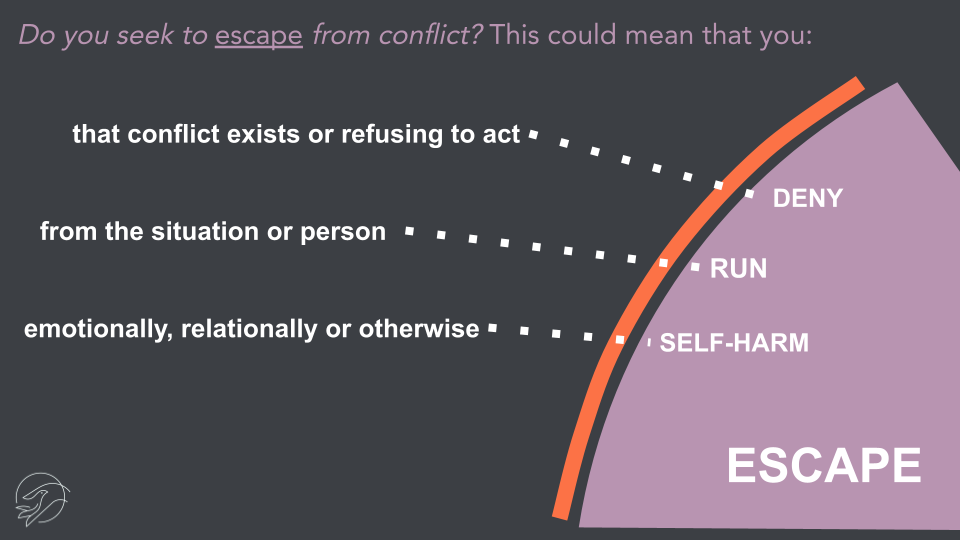 Do you seek to escape from conflict? This could mean that you:
that conflict exists or refusing to act
DENY
from the situation or person
RUN
emotionally, relationally or otherwise
SELF-HARM
ESCAPE